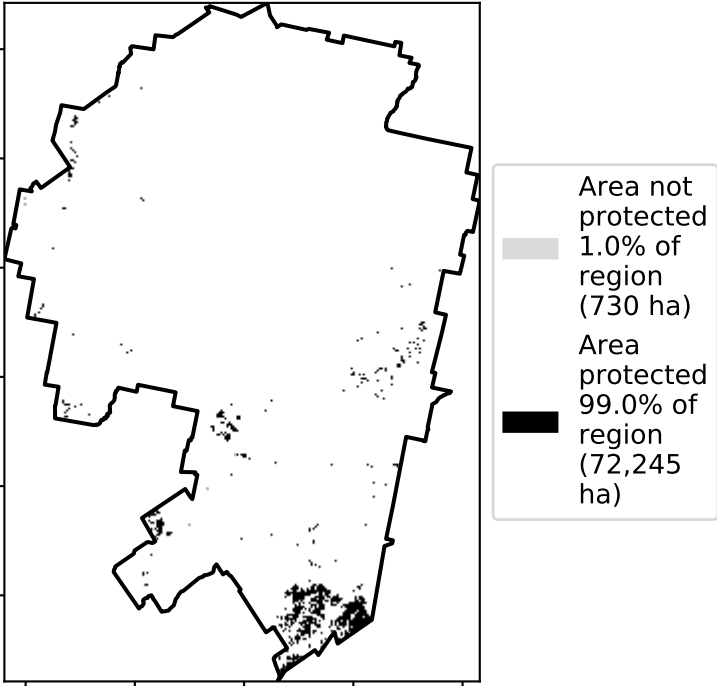 Area not
protected
1.0% of
region
(730 ha)
Area
protected
99.0% of
region
(72,245
ha)